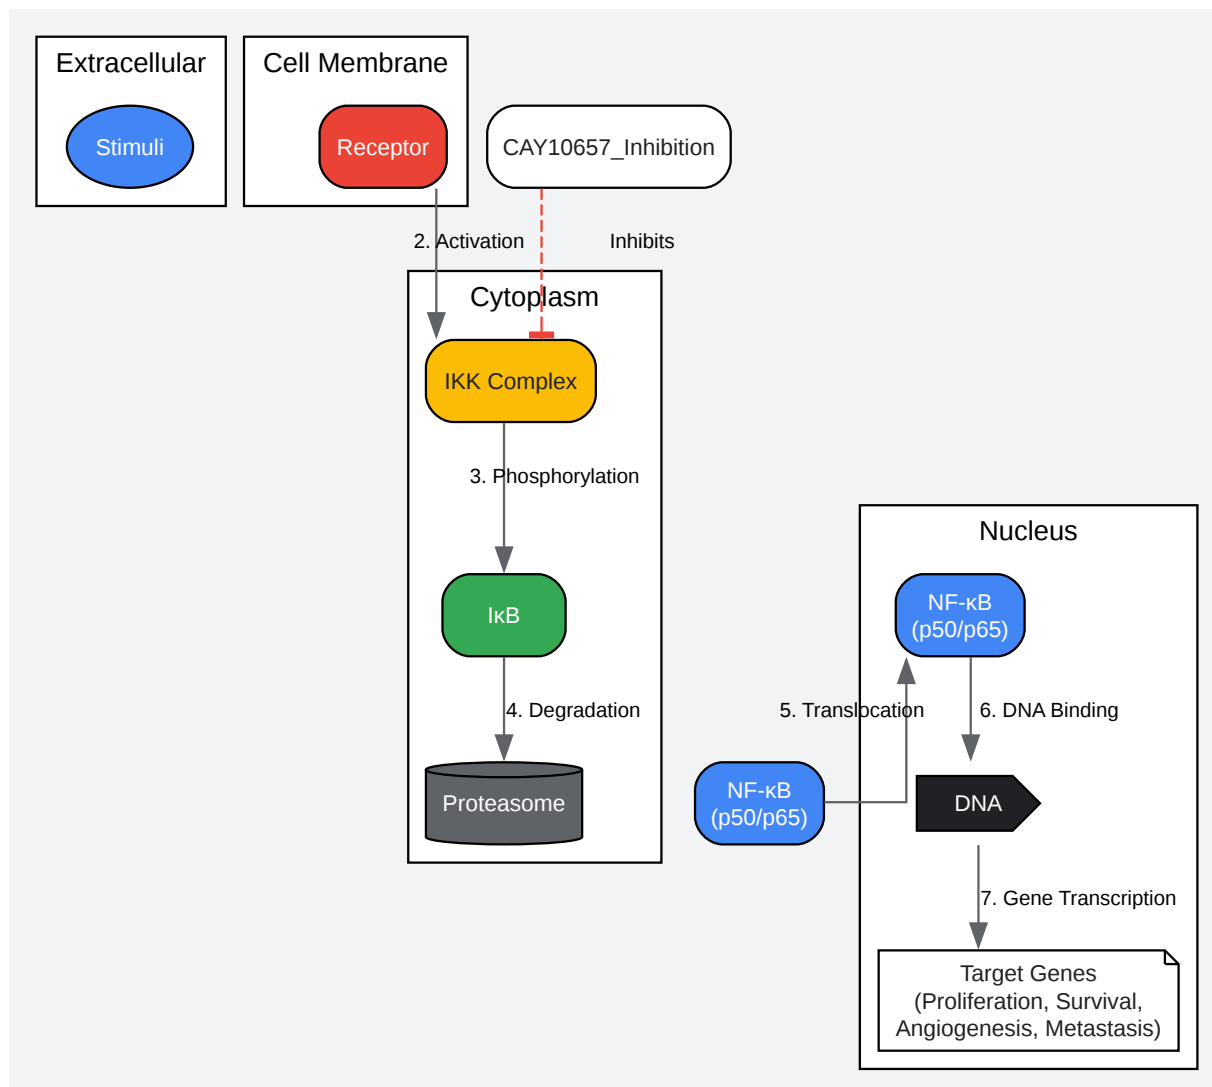 Extracellular
Stimuli
Cell Membrane
Receptor
CAY10657_Inhibition
2. Activation
Inhibits
Cytoplasm
IKK Complex
3. Phosphorylation
IκB
4. Degradation
Proteasome
NF-κB
(p50/p65)
5. Translocation
Nucleus
NF-κB
(p50/p65)
6. DNA Binding
DNA
7. Gene Transcription
Target Genes
(Proliferation, Survival,
Angiogenesis, Metastasis)